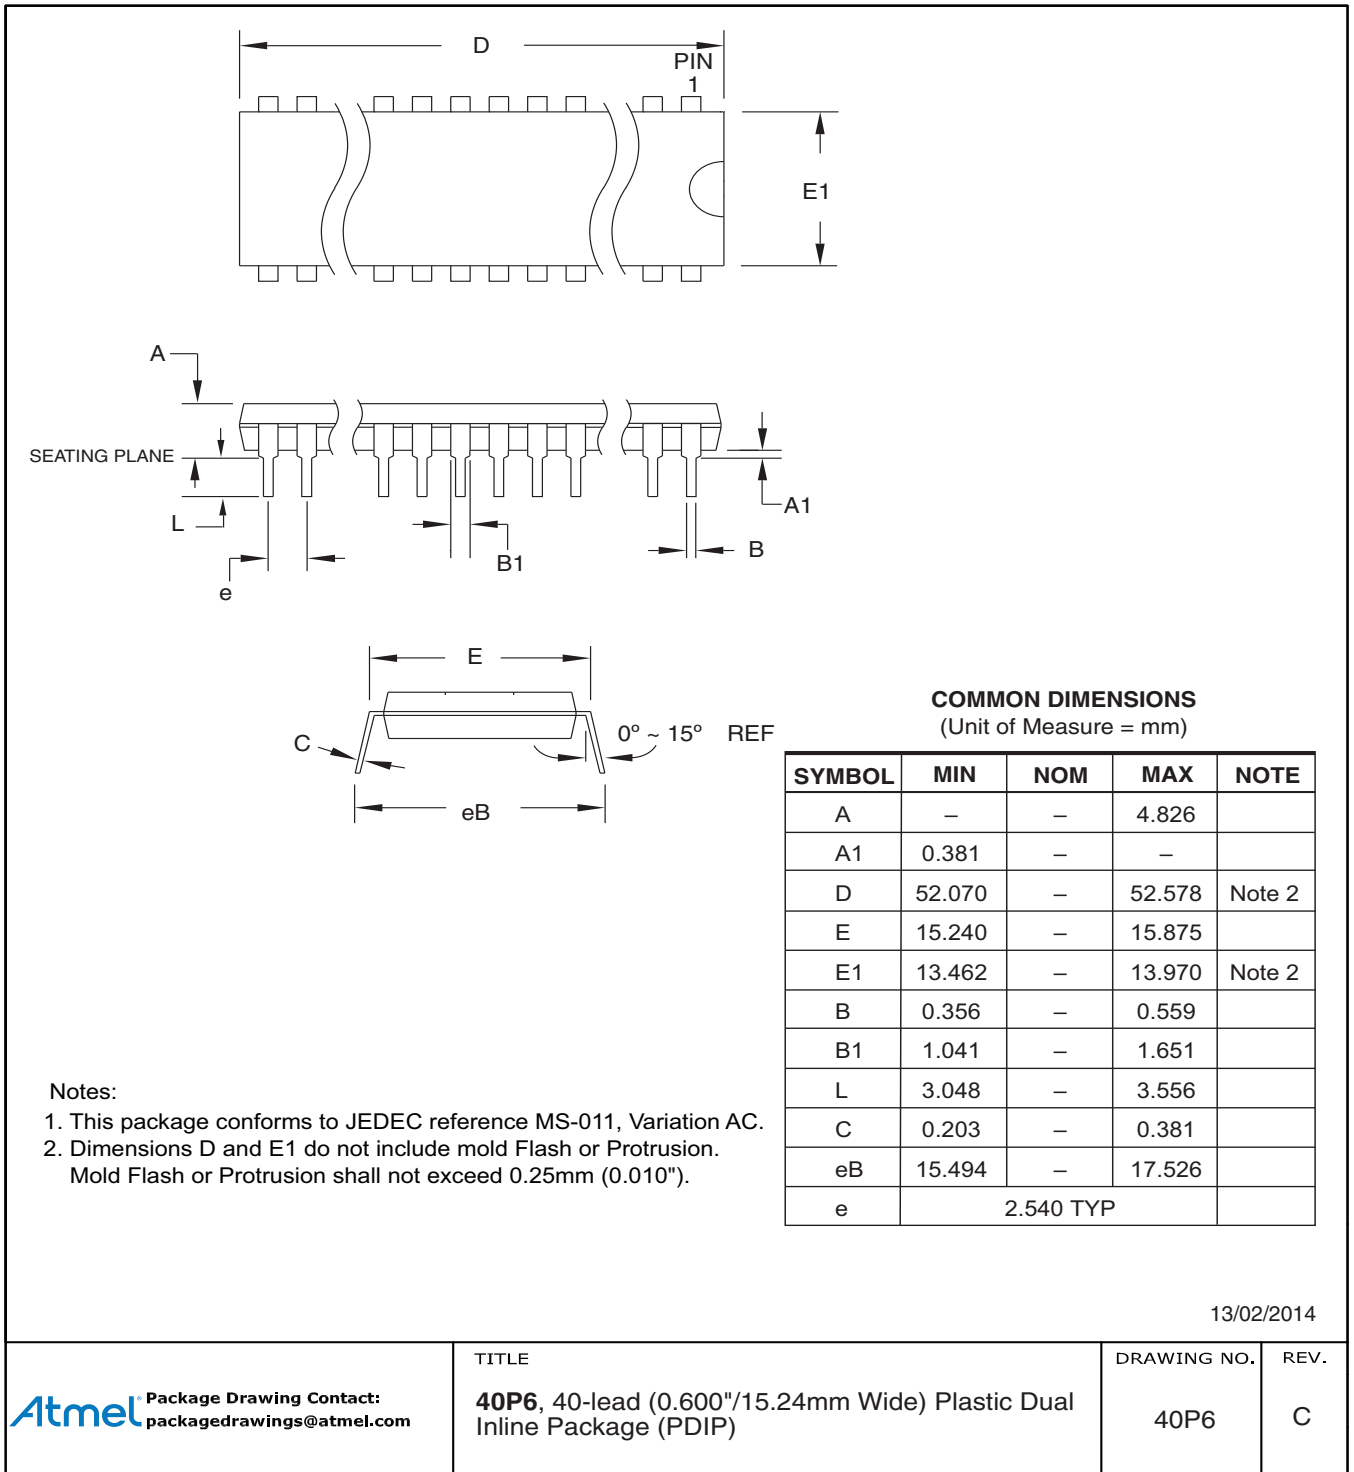 D
PIN
1
E1
A
SEATING PLANE
A1
L
B1
B
e
E
C
0º ~ 15º REF
eB
COMMON DIMENSIONS
(Unit of Measure = mm)
SYMBOL MIN NOM MAX NOTE
A – – 4.826
A1 0.381 – –
D 52.070 – 52.578 Note 2
E 15.240 – 15.875
E1 13.462 – 13.970 Note 2
B 0.356 – 0.559
B1 1.041 – 1.651
L 3.048 – 3.556
C 0.203 – 0.381
eB 15.494 – 17.526
e 2.540 TYP
Notes:
1. This package conforms to JEDEC reference MS-011, Variation AC.
2. Dimensions D and E1 do not include mold Flash or Protrusion.
Mold Flash or Protrusion shall not exceed 0.25mm (0.010").
13/02/2014
Atmel
Package Drawing Contact:
packagedrawings@atmel.com
TITLE
40P6, 40-lead (0.600"/15.24mm Wide) Plastic Dual
Inline Package (PDIP)
DRAWING NO.
40P6
REV.
C